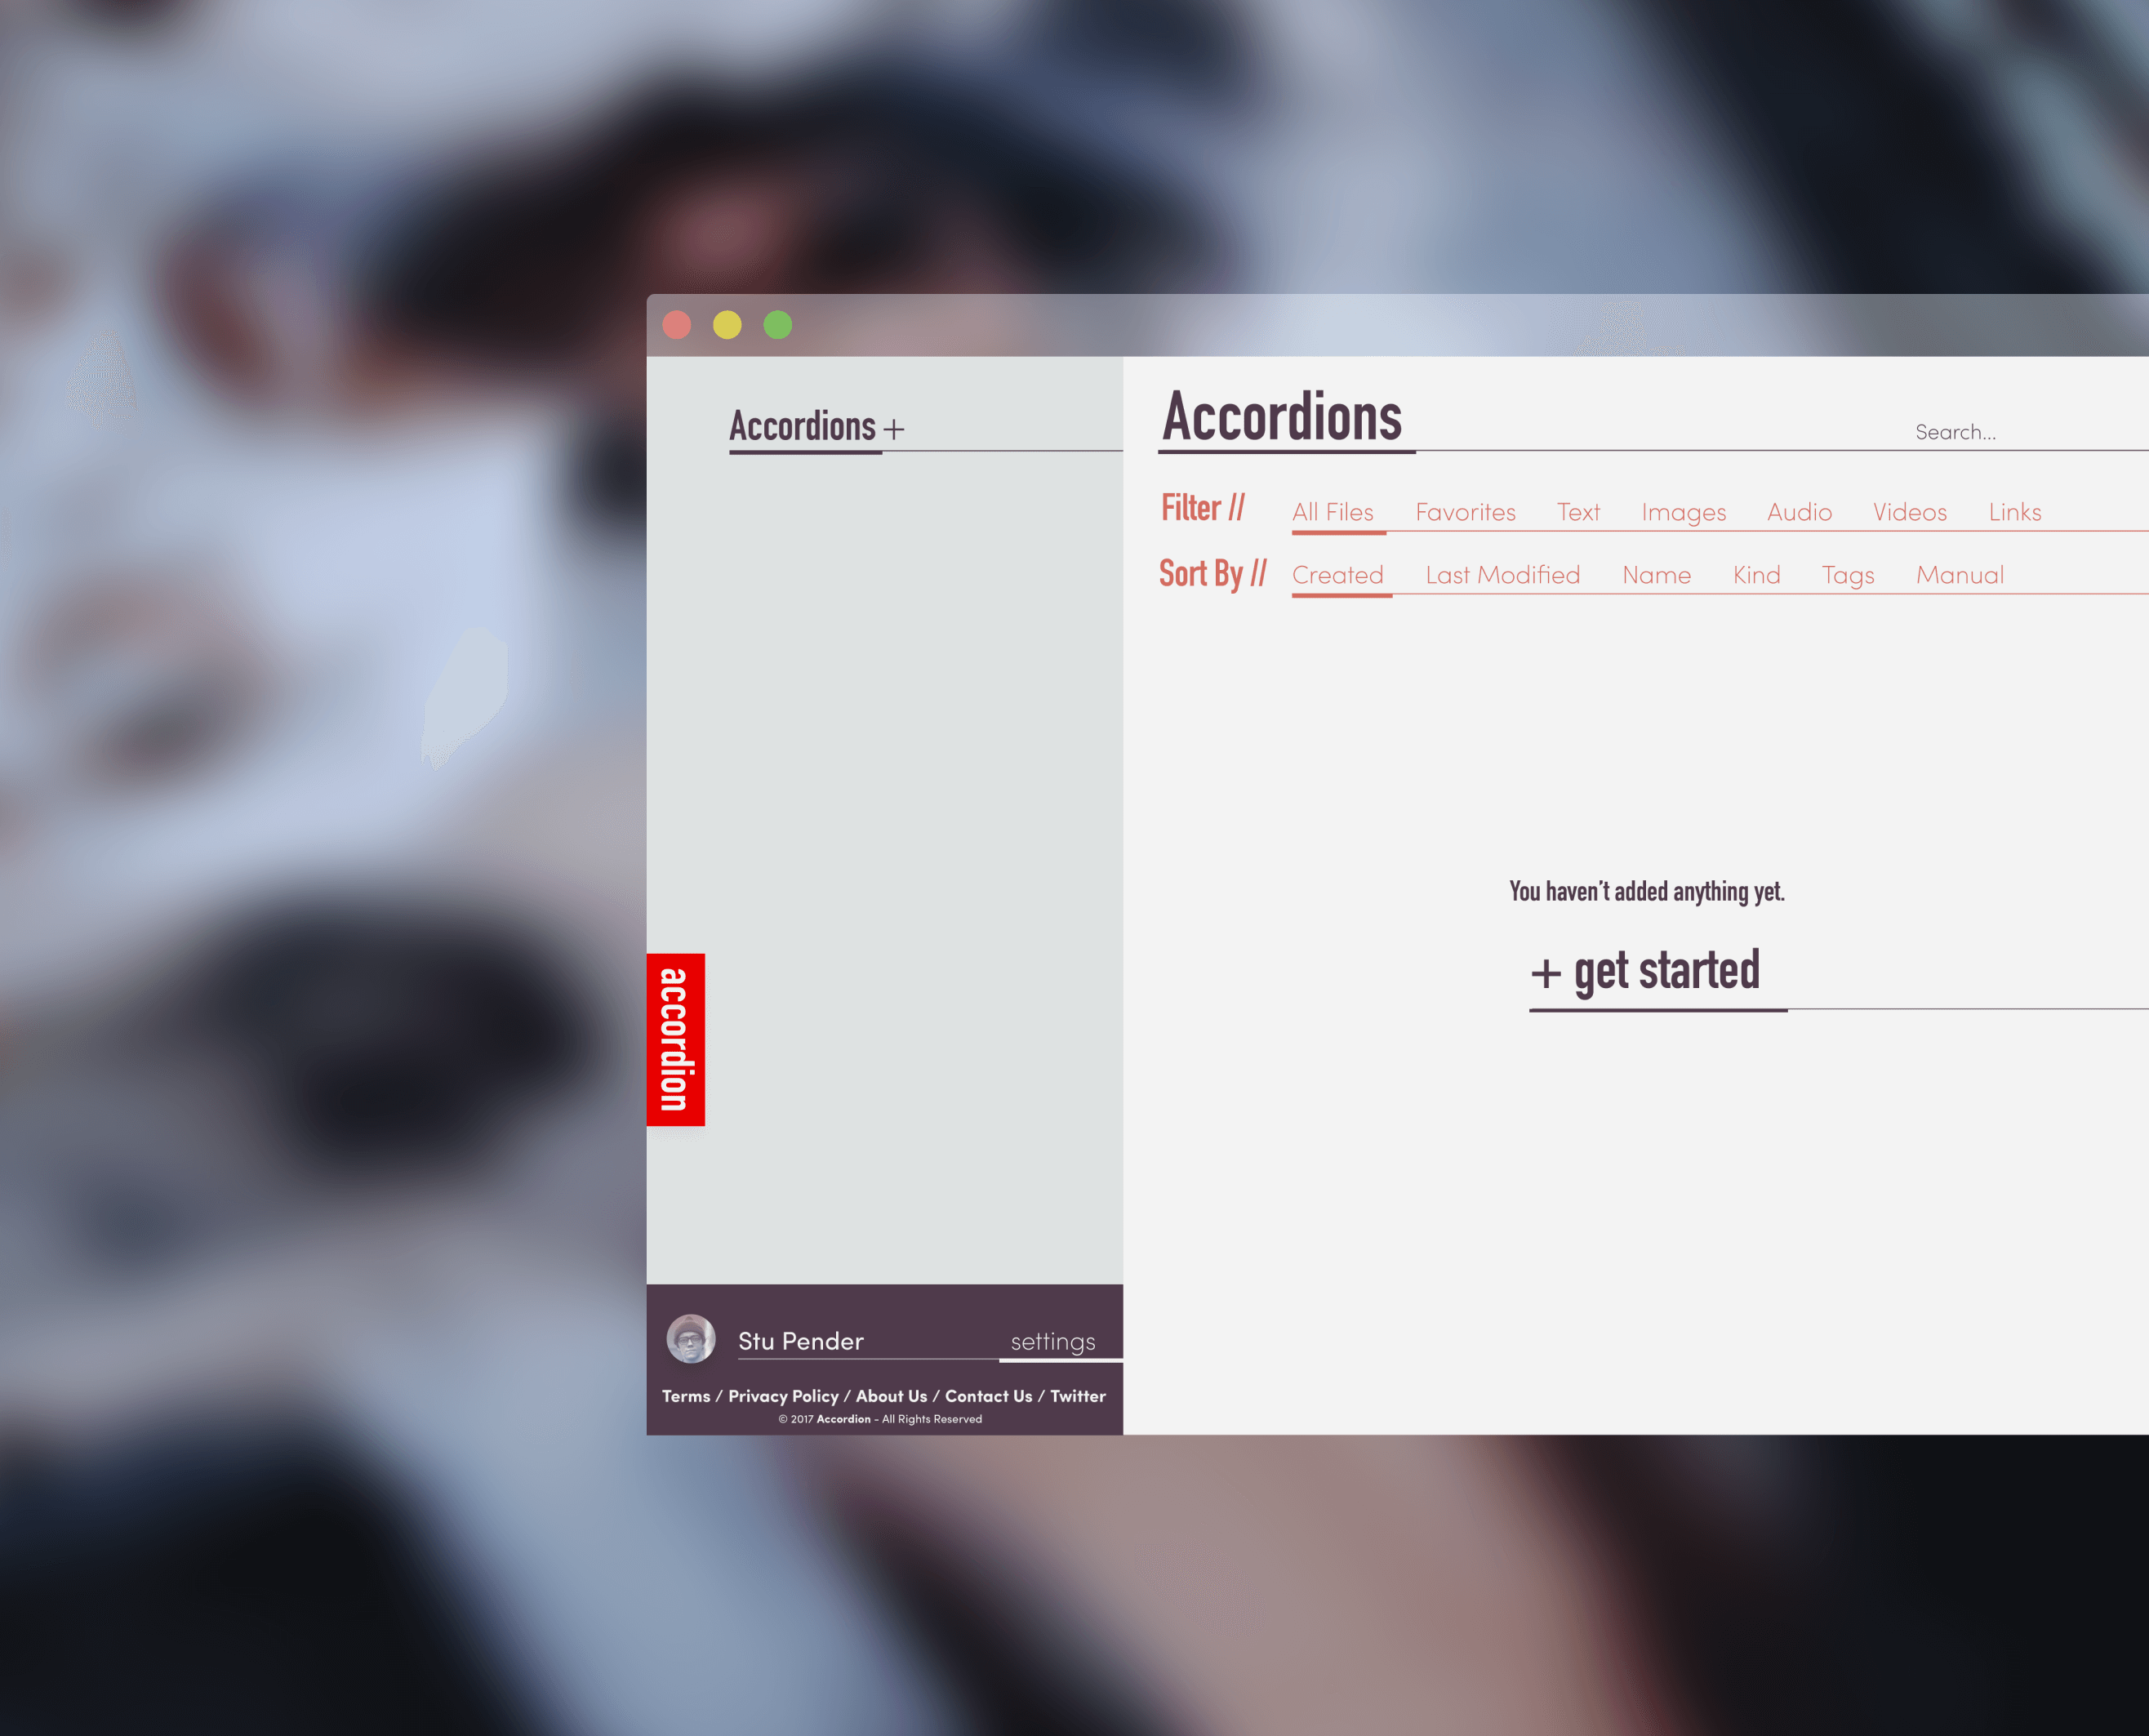 Accordions +
accordion
Stu Pender settings
Terms / Privacy Policy / About Us / Contact Us / Twitter
© 2017 Accordion - All Rights Reserved
Accordions
Search...
Filter // All Files Favorites Text Images Audio Videos Links
Sort By // Created Last Modified Name Kind Tags Manual
You haven’t added anything yet.
+ get started